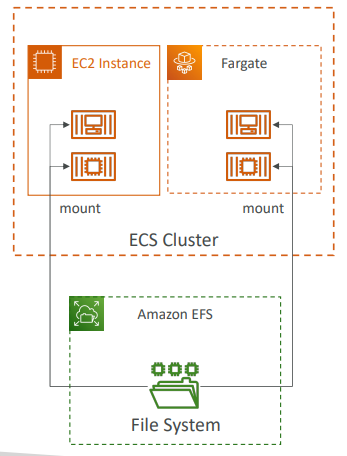 EC2 Instance
Fargate
mount
mount
ECS Cluster
Amazon EFS
File System